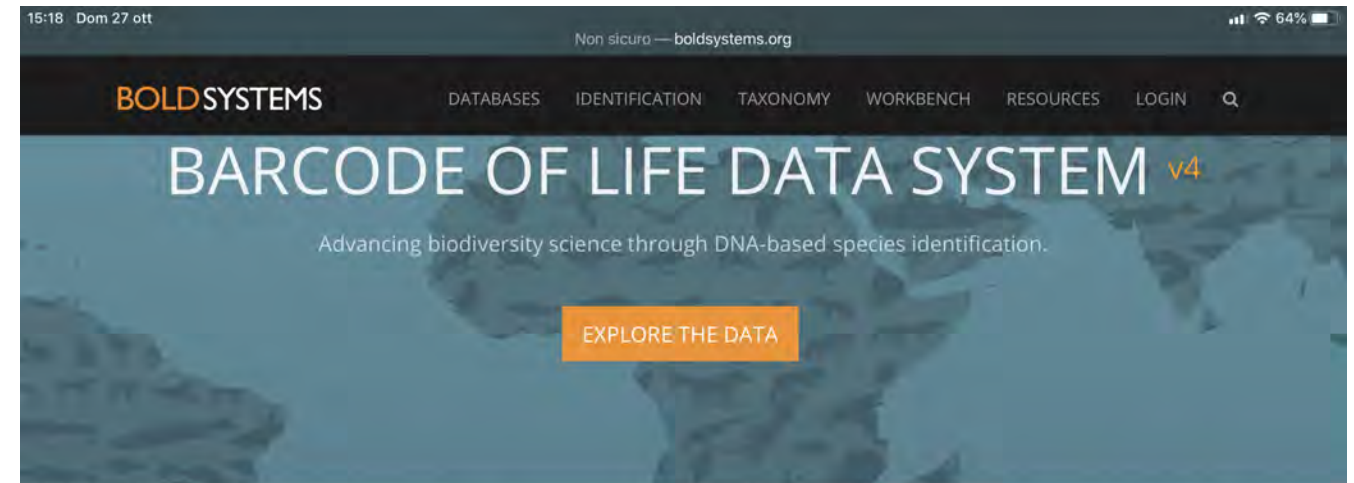 15:18 Dom 27 ott 64%
Non sicuro — boldsystems.org
BOLDSYSTEMS DATABASES IDENTIFICATION TAXONOMY WORKBENCH RESOURCES LOGIN
BARCODE OF LIFE DATA SYSTEM v4
Advancing biodiversity science through DNA-based species identification.
EXPLORE THE DATA